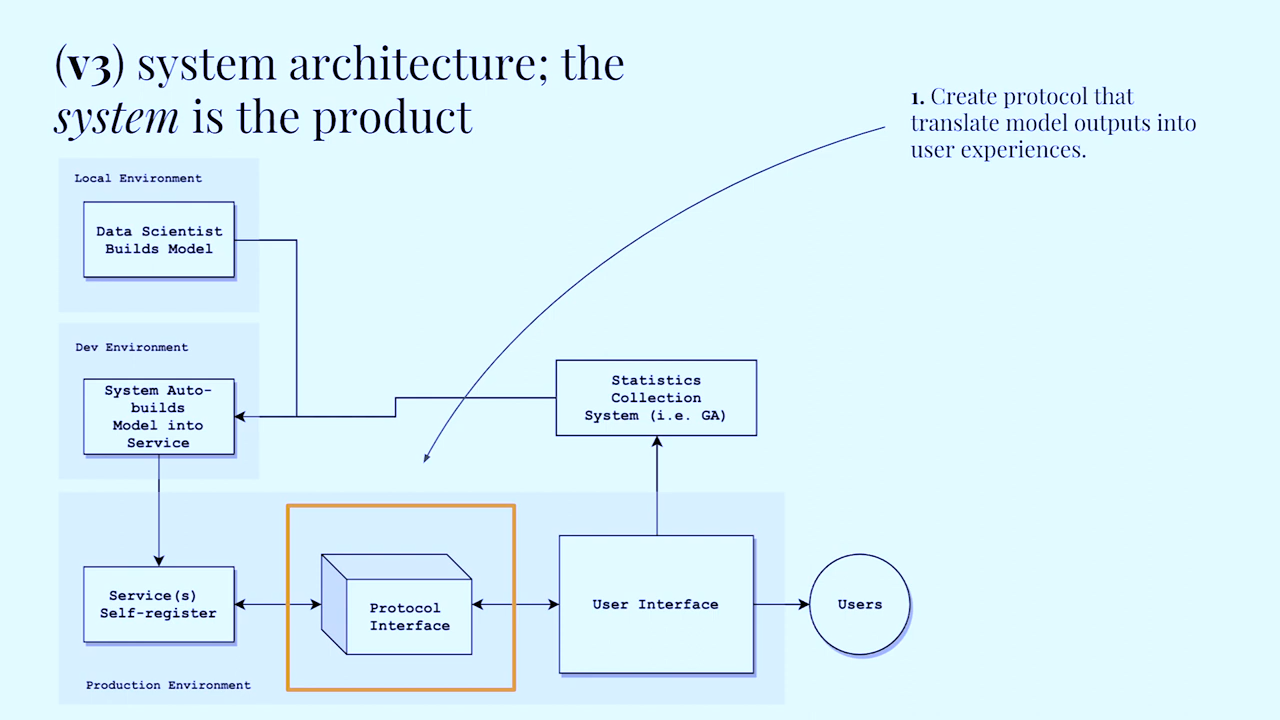 (v3) system architecture; the
system is the product
1. Create protocol that
translate model outputs into
user experiences.
Local Environment
Data Scientist
Builds Model
Dev Environment
System Auto-
builds
Model into
Service
Statistics
Collection
System (i.e. GA)
Service(s)
Self-register
Protocol
Interface
User Interface
Users
Production Environment